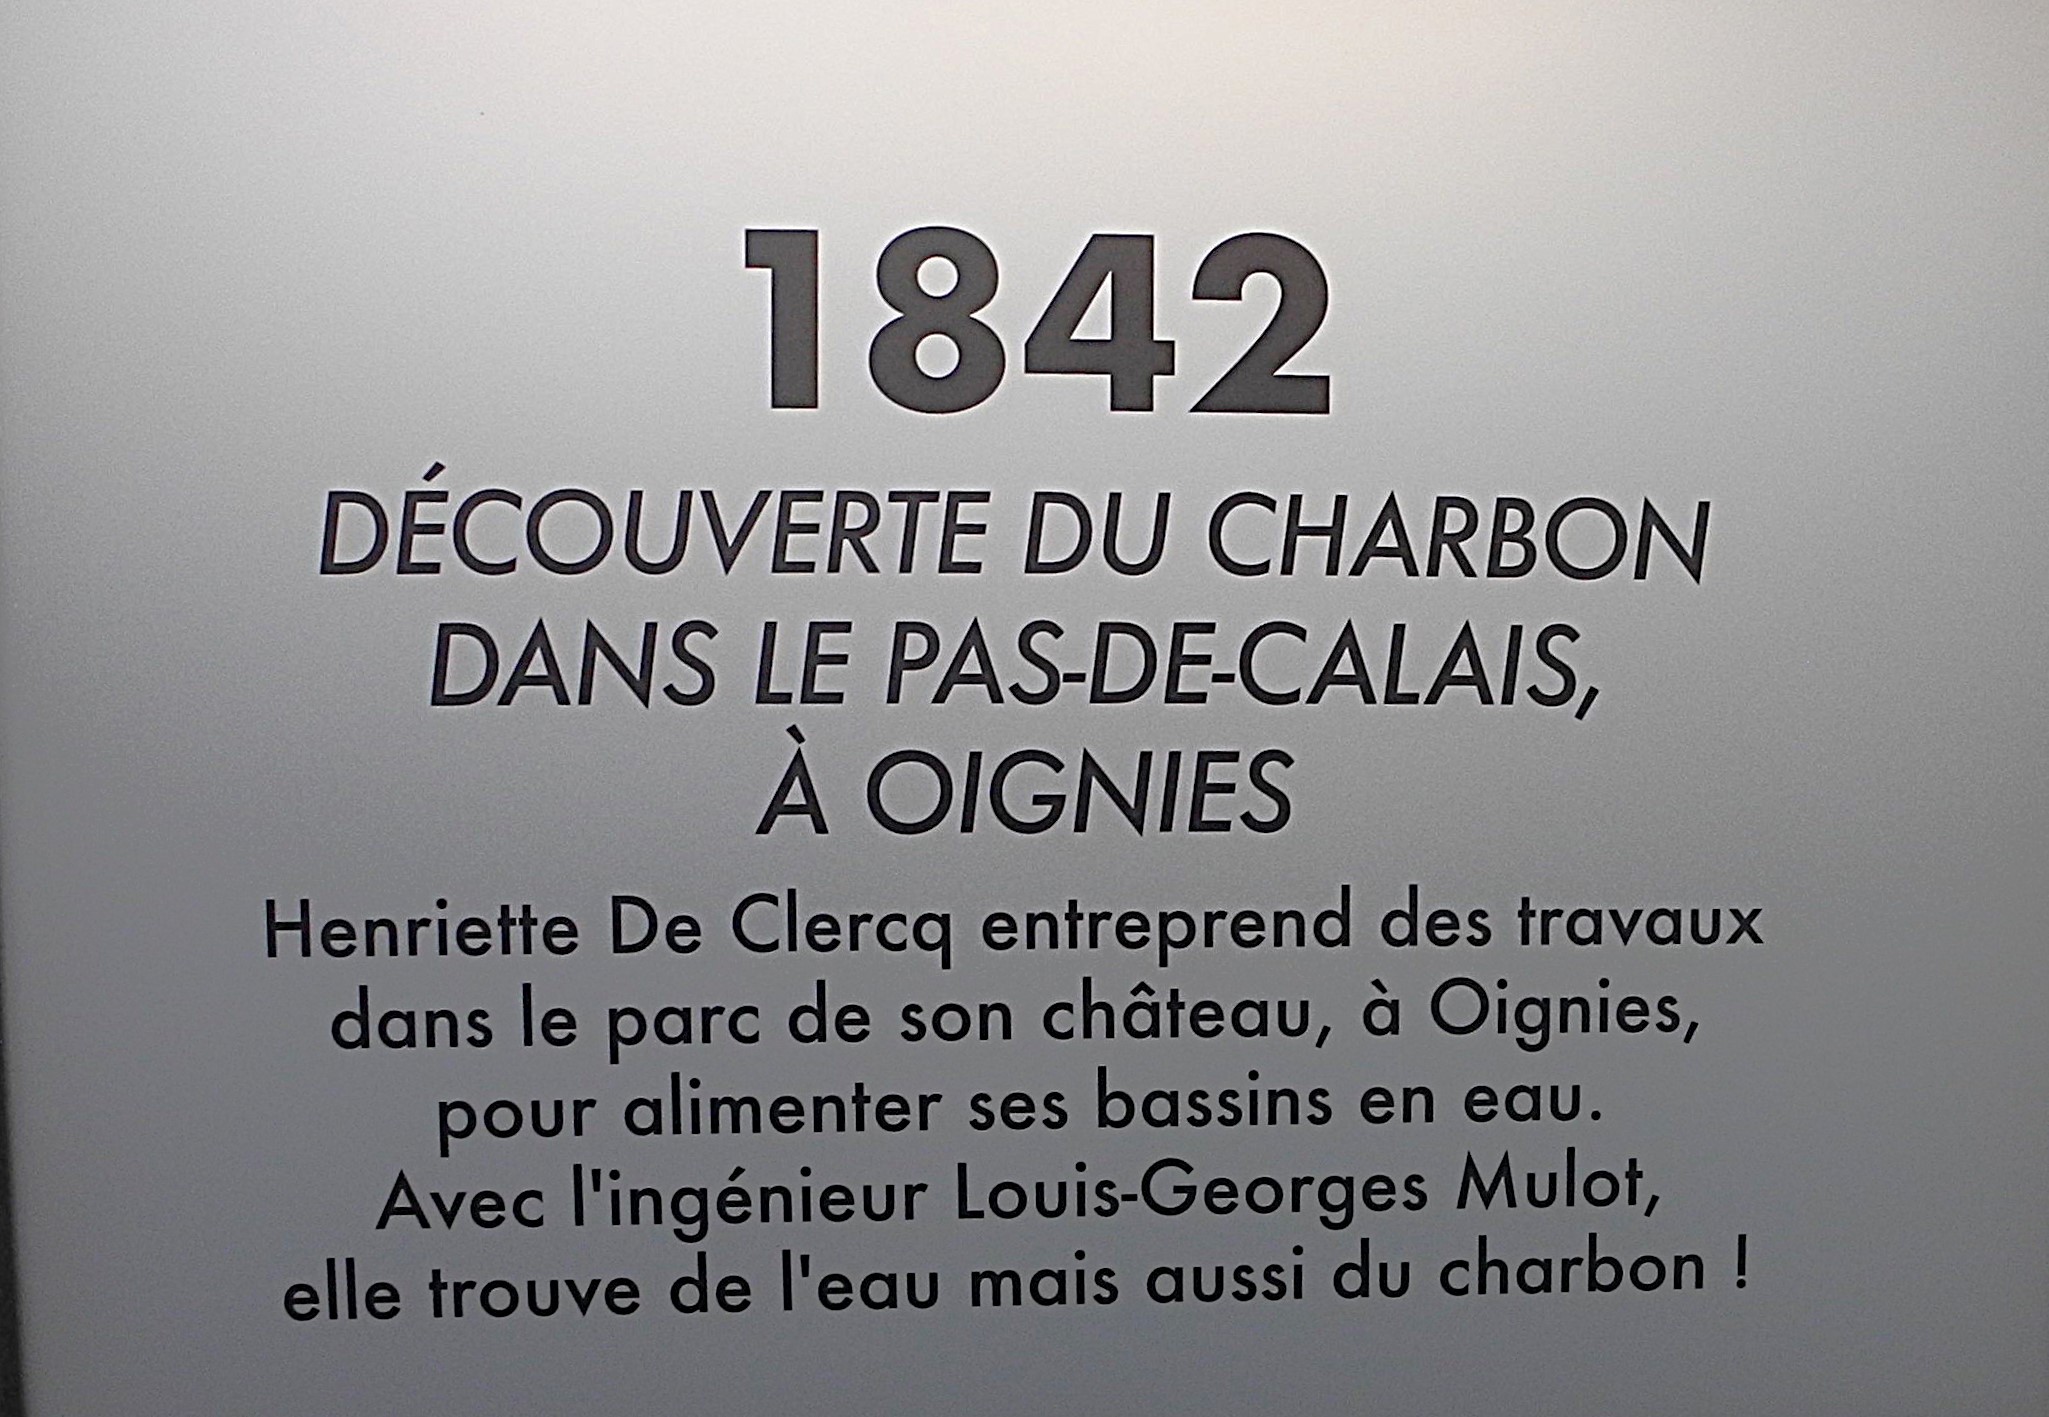 1842
DÉCOUVERTE DU CHARBON
DANS LE PAS-DE-CALAIS,
À OIGNIES
Henriette De Clercq entreprend des travaux
dans le parc de son château, à Oignies,
pour alimenter ses bassins en eau.
Avec l'ingénieur Louis-Georges Mulot,
elle trouve de l'eau mais aussi du charbon !